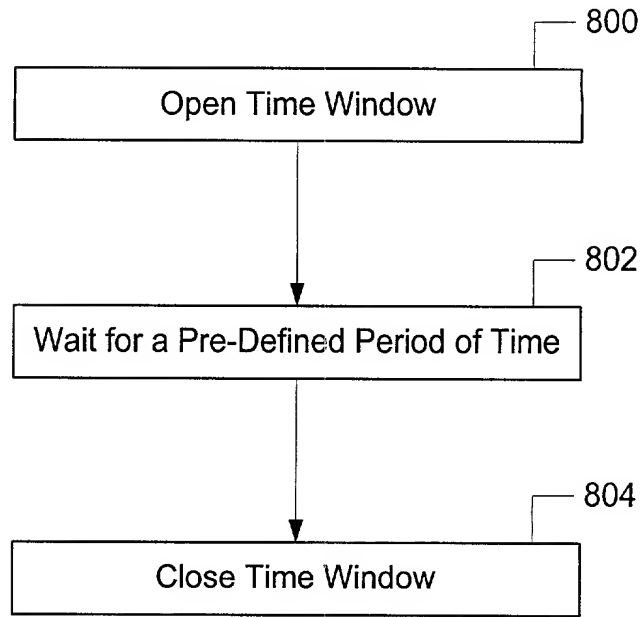 800
Open Time Window
802
Wait for a Pre-Defined Period of Time
804
Close Time Window